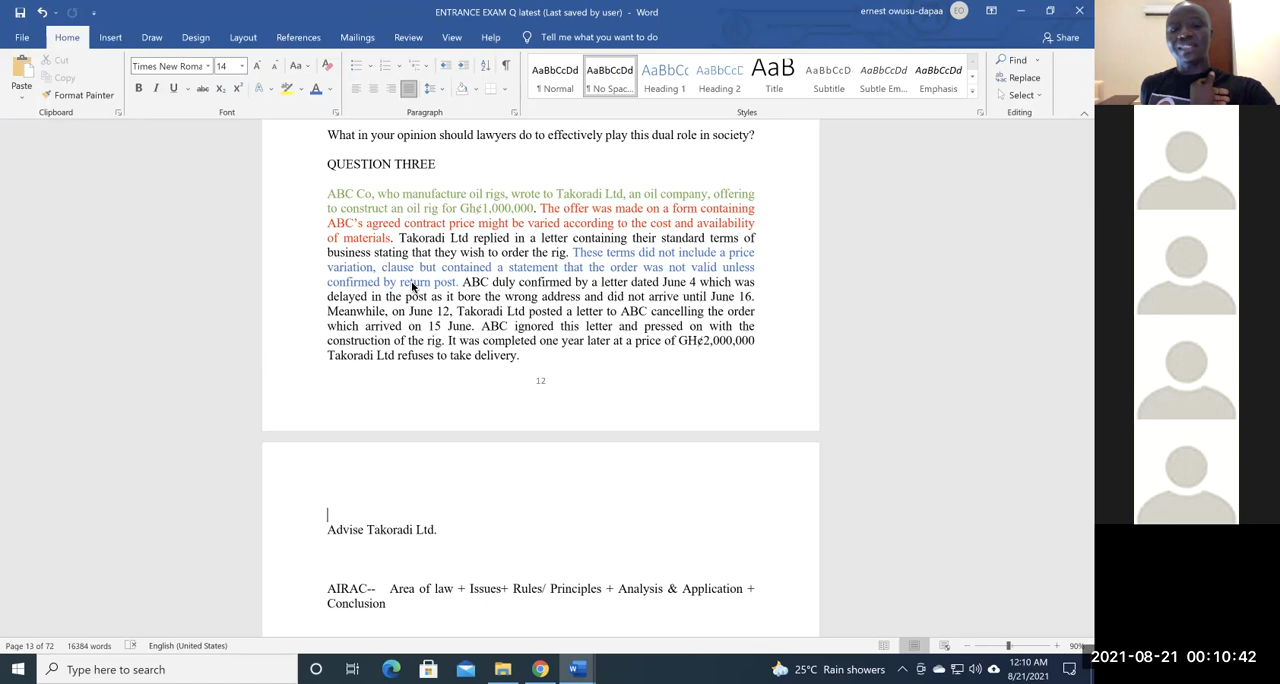 ENTRANCE EXAM Q latest (Last saved by user) - Word
ernest owusu-dapaa
EO
File Home Insert Draw Design Layout References Mailings Review View Help Tell me what you want to do
Share
Cut
Copy
Format Painter
Paste
Clipboard
Times New Roma
14
Font
Paragraph
AaBbCcDd AaBbCcDd AaBbCc AaBbCcD AaB AaBbCcD AaBbCcDd AaBbCcDd
¶ Normal ¶ No Spac... Heading 1 Heading 2 Title Subtitle Subtle Em... Emphasis
Styles
Find
Replace
Select
Editing
What in your opinion should lawyers do to effectively play this dual role in society?
QUESTION THREE
ABC Co, who manufacture oil rigs, wrote to Takoradi Ltd, an oil company, offering
to construct an oil rig for Gh¢1,000,000. The offer was made on a form containing
ABC's agreed contract price might be varied according to the cost and availability
of materials. Takoradi Ltd replied in a letter containing their standard terms of
business stating that they wish to order the rig. These terms did not include a price
variation, clause but contained a statement that the order was not valid unless
confirmed by return post. ABC duly confirmed by a letter dated June 4 which was
delayed in the post as it bore the wrong address and did not arrive until June 16.
Meanwhile, on June 12, Takoradi Ltd posted a letter to ABC cancelling the order
which arrived on 15 June. ABC ignored this letter and pressed on with the
construction of the rig. It was completed one year later at a price of GH¢2,000,000
Takoradi Ltd refuses to take delivery.
12
Advise Takoradi Ltd.
AIRAC-- Area of law + Issues+ Rules/ Principles + Analysis & Application +
Conclusion
Page 13 of 72 16384 words English (United States)
90%
Type here to search
25°C Rain showers
12:10 AM
8/21/2021
2021-08-21 00:10:42